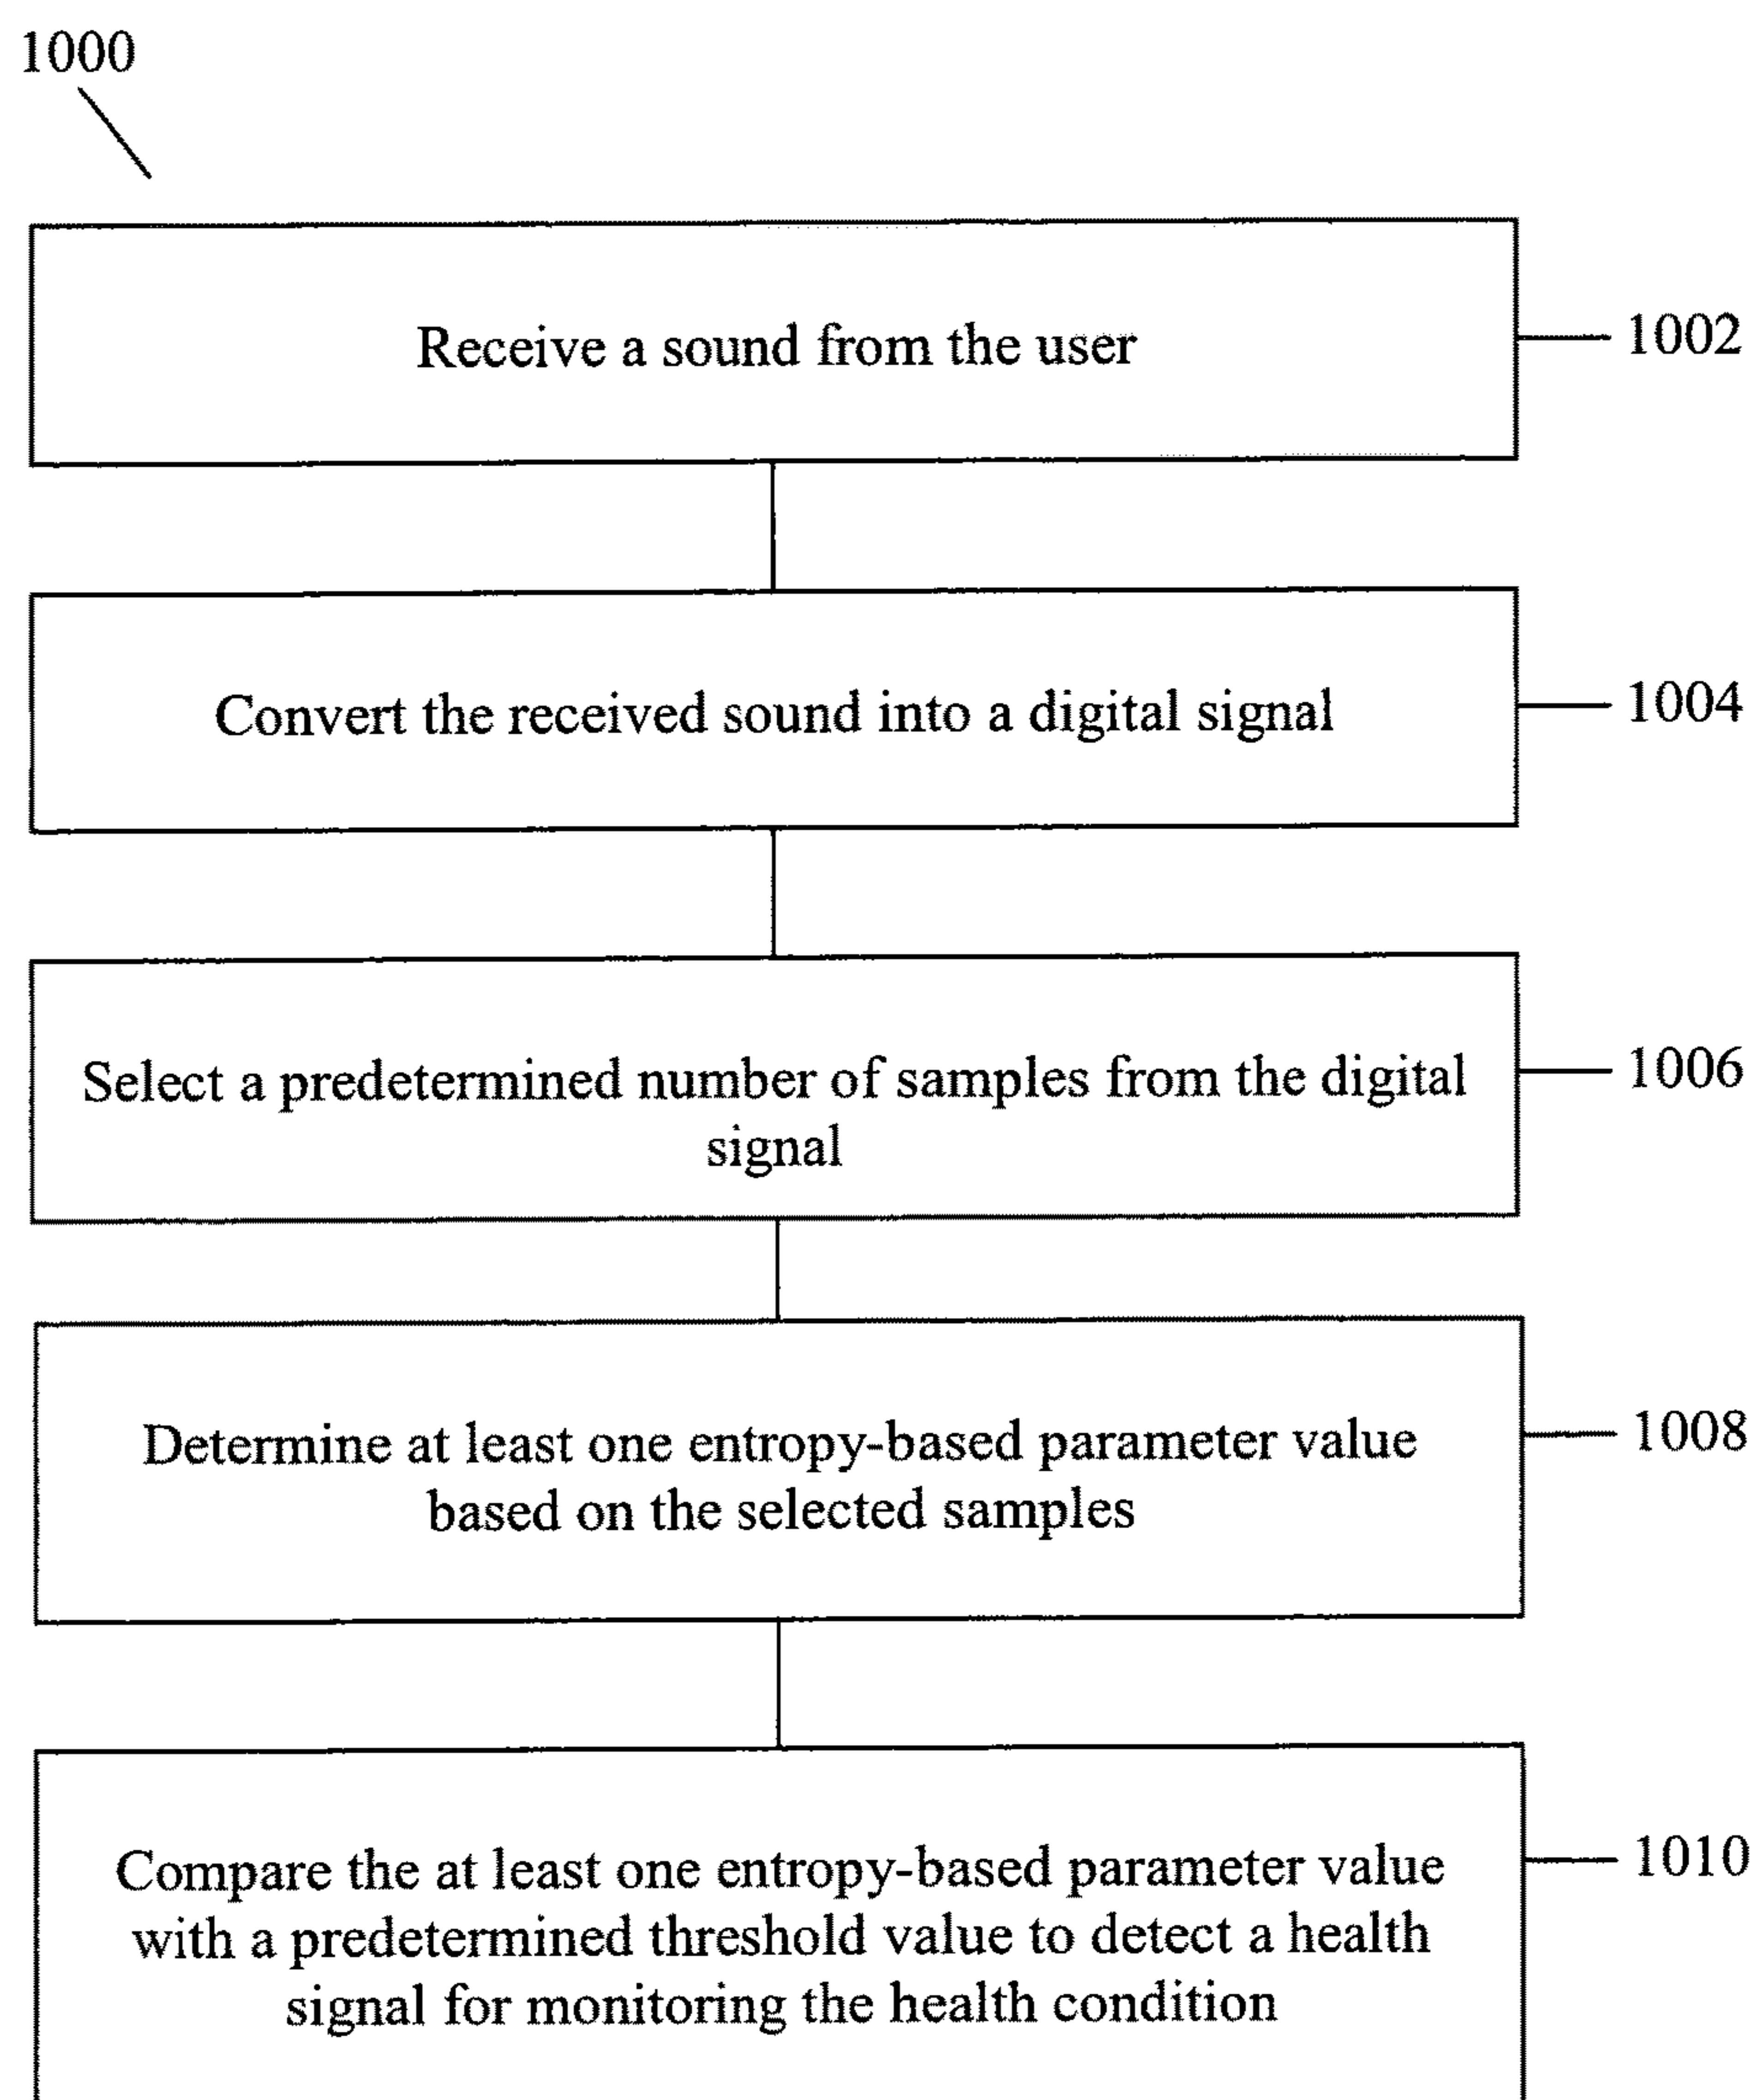 1000
Receive a sound from the user
1002
Convert the received sound into a digital signal
1004
Select a predetermined number of samples from the digital
signal
1006
Determine at least one entropy-based parameter value
based on the selected samples
1008
Compare the at least one entropy-based parameter value
with a predetermined threshold value to detect a health
signal for monitoring the health condition
1010